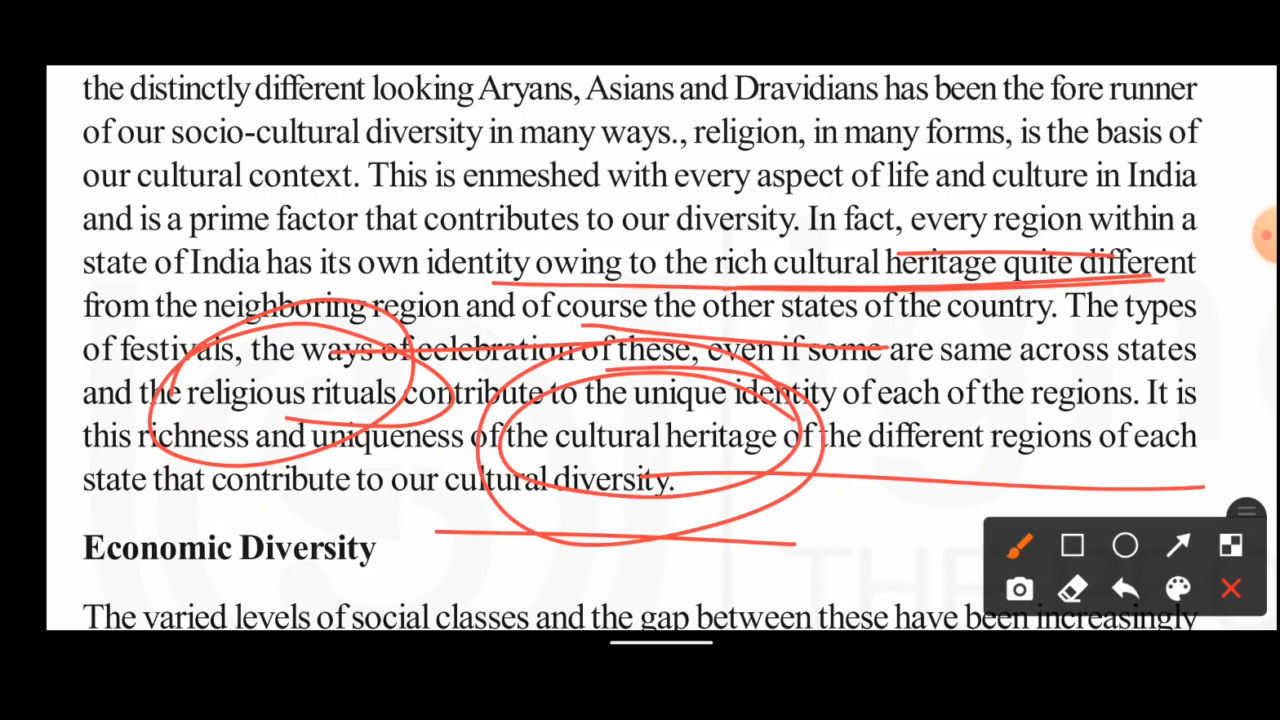 the distinctly different looking Aryans, Asians and Dravidians has been the fore runner
of our socio-cultural diversity in many ways., religion, in many forms, is the basis of
our cultural context. This is enmeshed with every aspect of life and culture in India
and is a prime factor that contributes to our diversity. In fact, every region within a
state of India has its own identity owing to the rich cultural heritage quite different
from the neighboring region and of course the other states of the country. The types
of festivals, the ways of celebration of these, even if some are same across states
and the religious rituals contribute to the unique identity of each of the regions. It is
this richness and uniqueness of the cultural heritage of the different regions of each
state that contribute to our cultural diversity.
Economic Diversity
The varied levels of social classes and the gap between these have been increasingly